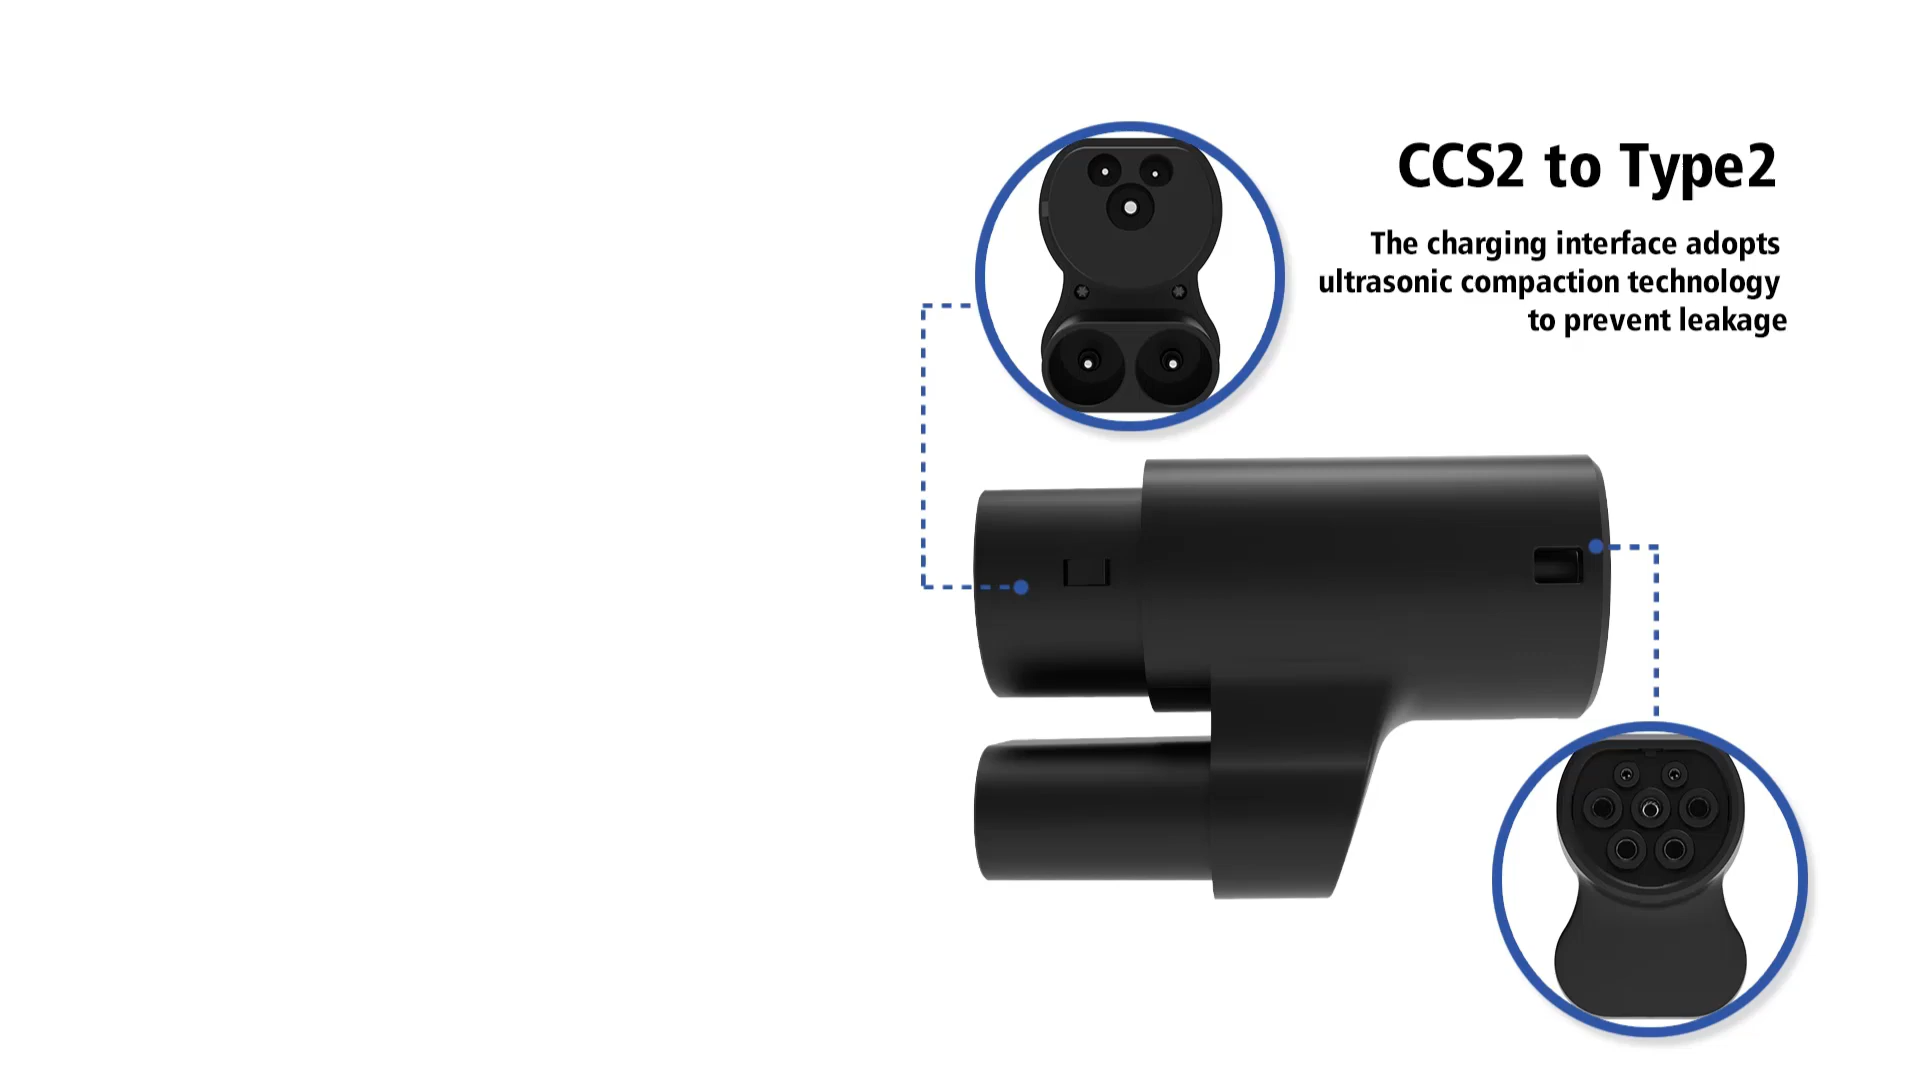 CCS2 to Type2
The charging interface adopts
ultrasonic compaction technology
to prevent leakage